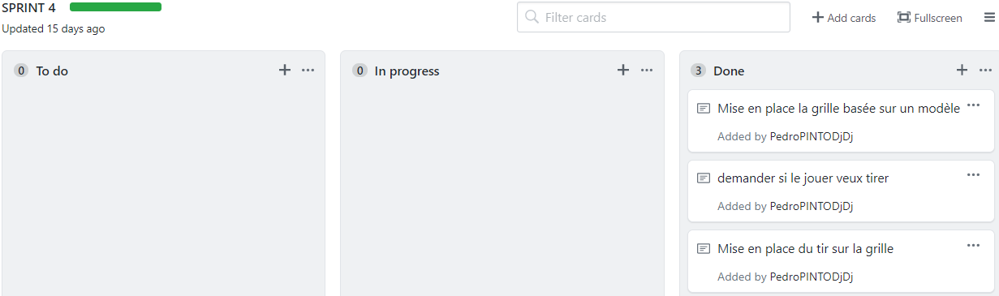 SPRINT 4
Updated 15 days ago
Filter cards
Add cards
Fullscreen
0 To do
0 In progress
3 Done
Mise en place la grille basée sur un modèle
Added by PedroPINTODjDj
demander si le jouer veux tirer
Added by PedroPINTODjDj
Mise en place du tir sur la grille
Added by PedroPINTODjDj